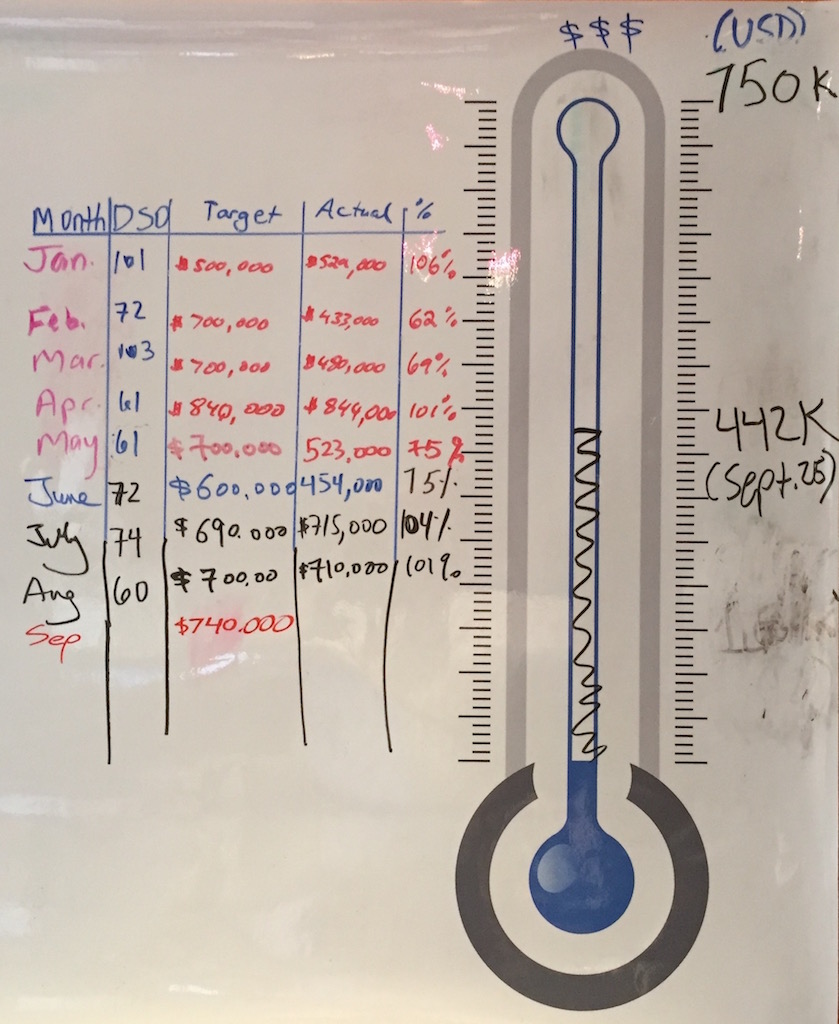 $$$
(USD)
750K
Month DSO Target Actual %
Jan. 101 $500,000 $529,000 106%
Feb. 72 $700,000 $433,000 62%
Mar. 103 $700,000 $480,000 69%
Apr. 61 $840,000 $844,000 101%
May 61 $700.000 523,000 75%
June 72 $600.000 454,000 75%
July 74 $690.000 $715,000 104%
Aug 60 $700.00 $710,000 101%
Sep $740.000
442K
(Sept.25)